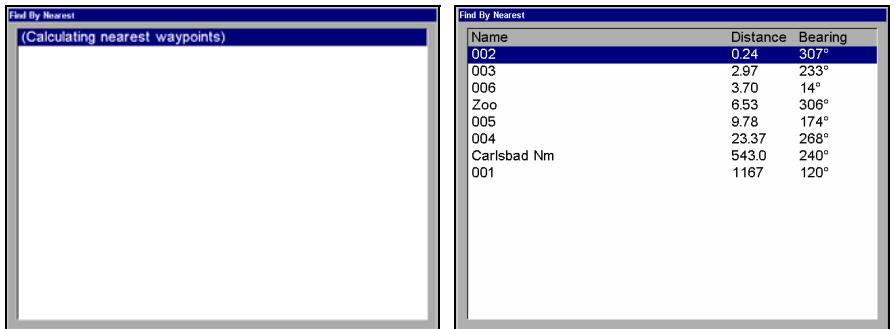 Find By Nearest
(Calculating nearest waypoints)
Find By Nearest
Name Distance Bearing
002 0.24 307°
003 2.97 233°
006 3.70 14°
Zoo 6.53 306°
005 9.78 174°
004 23.37 268°
Carlsbad Nm 543.0 240°
001 1167 120°